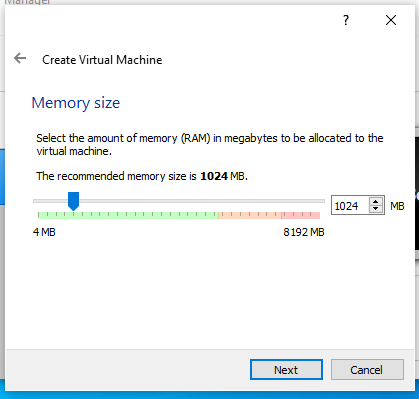 Manager
?
Create Virtual Machine
Memory size
Select the amount of memory (RAM) in megabytes to be allocated to the
virtual machine.
The recommended memory size is 1024 MB.
1024 MB
4 MB 8192 MB
Next Cancel